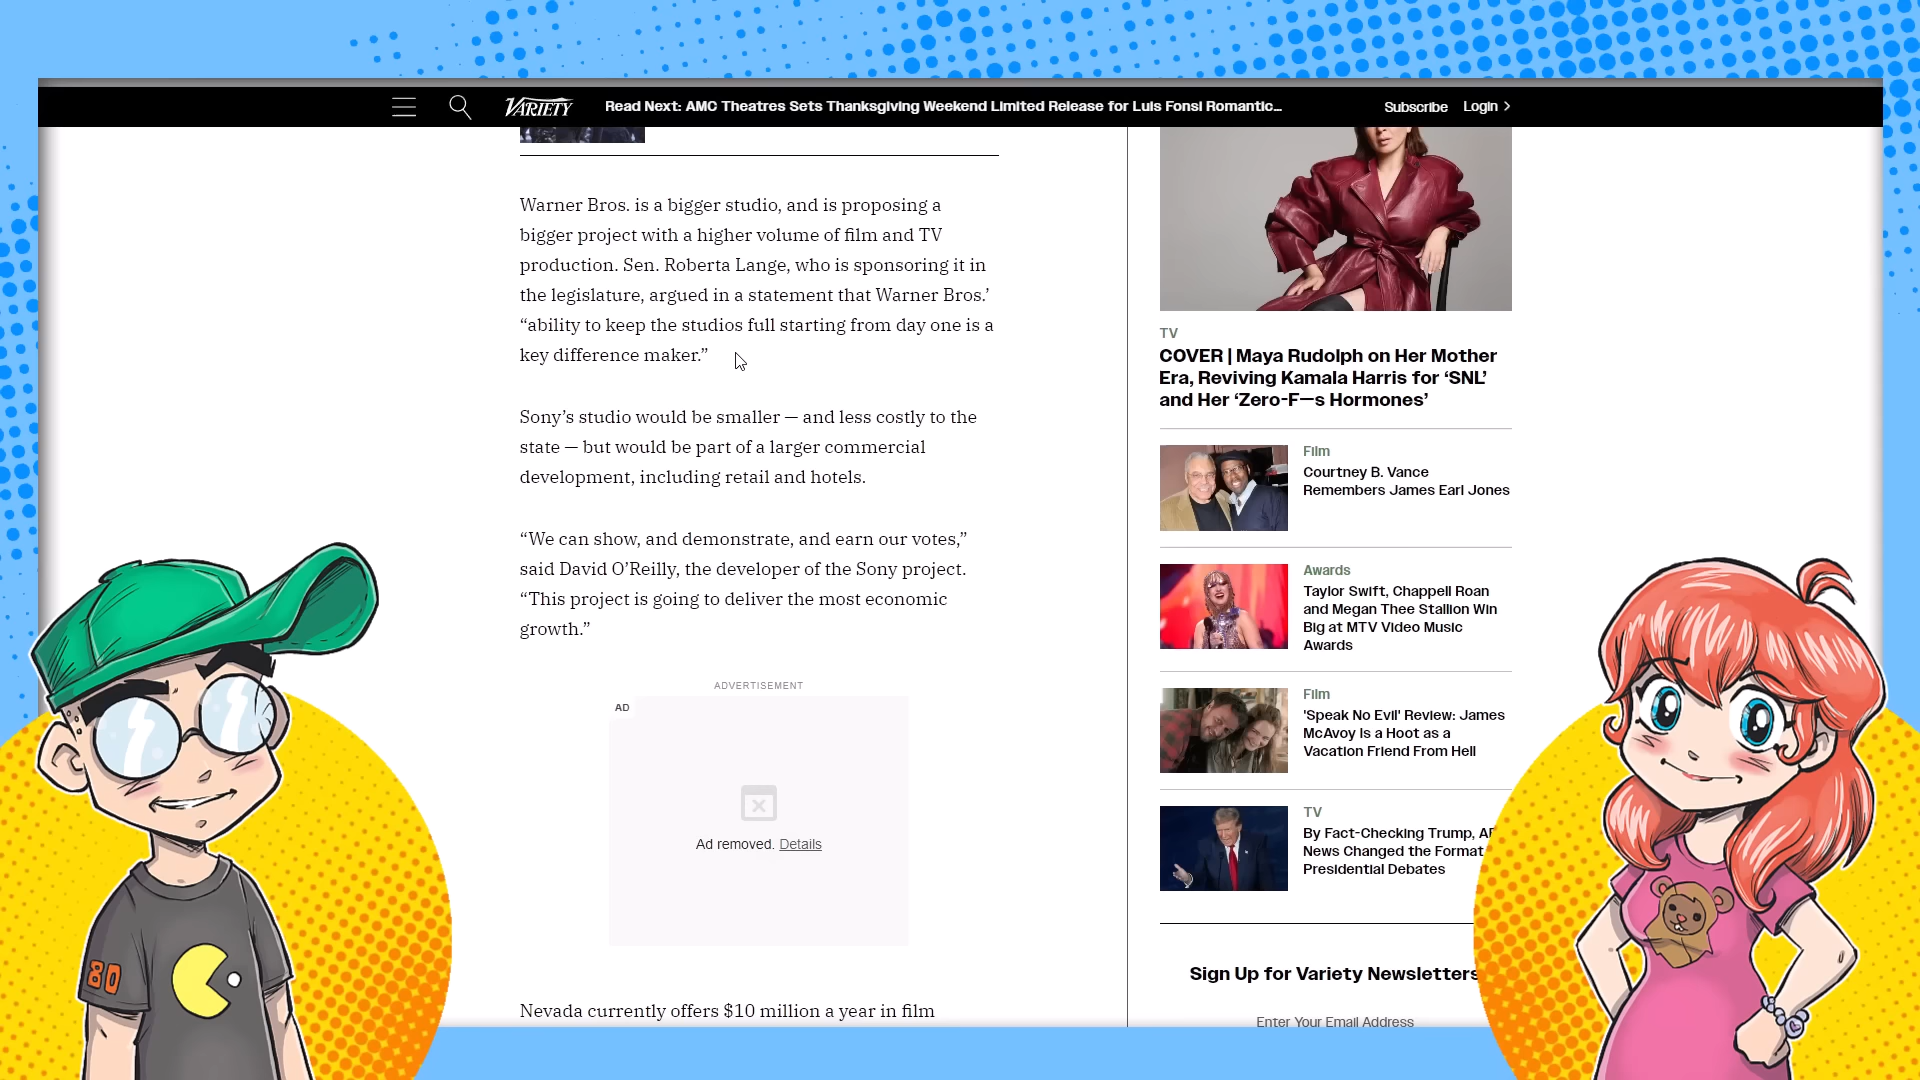 VARIETY
Read Next: AMC Theatres Sets Thanksgiving Weekend Limited Release for Luis Fonsi Romantic...
Subscribe
Login
Warner Bros. is a bigger studio, and is proposing a
bigger project with a higher volume of film and TV
production. Sen. Roberta Lange, who is sponsoring it in
the legislature, argued in a statement that Warner Bros.’
“ability to keep the studios full starting from day one is a
key difference maker.”
Sony’s studio would be smaller — and less costly to the
state — but would be part of a larger commercial
development, including retail and hotels.
“We can show, and demonstrate, and earn our votes,”
said David O’Reilly, the developer of the Sony project.
“This project is going to deliver the most economic
growth.”
ADVERTISEMENT
AD
Ad removed. Details
Nevada currently offers $10 million a year in film
TV
COVER | Maya Rudolph on Her Mother
Era, Reviving Kamala Harris for ‘SNL’
and Her ‘Zero-F—s Hormones’
Film
Courtney B. Vance
Remembers James Earl Jones
Awards
Taylor Swift, Chappell Roan
and Megan Thee Stallion Win
Big at MTV Video Music
Awards
Film
'Speak No Evil' Review: James
McAvoy Is a Hoot as a
Vacation Friend From Hell
TV
By Fact-Checking Trump,
News Changed the Format
Presidential Debates
Sign Up for Variety Newsletters
Enter Your Email Address
80